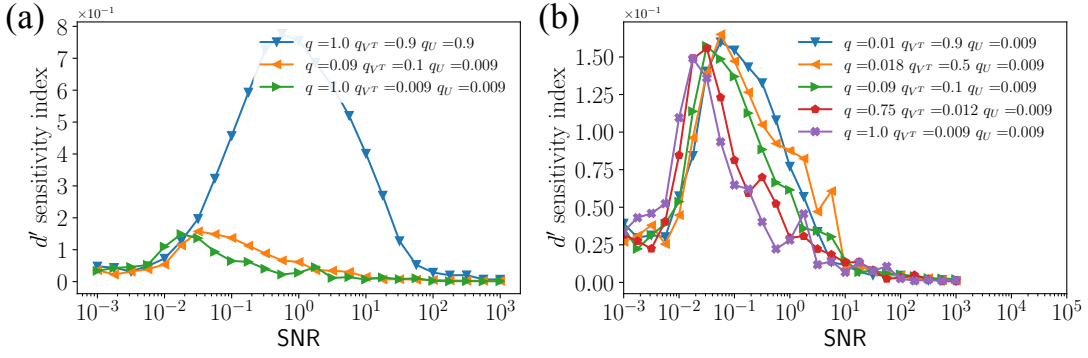 (a)
×10⁻¹
d′ sensitivity index
8
7
6
5
4
3
2
1
0
q =1.0 q_{V^T} =0.9 q_U =0.9
q =0.09 q_{V^T} =0.1 q_U =0.009
q =1.0 q_{V^T} =0.009 q_U =0.009
10⁻³ 10⁻² 10⁻¹ 10⁰ 10¹ 10² 10³
SNR
(b)
×10⁻¹
d′ sensitivity index
1.50
1.25
1.00
0.75
0.50
0.25
0.00
q =0.01 q_{V^T} =0.9 q_U =0.009
q =0.018 q_{V^T} =0.5 q_U =0.009
q =0.09 q_{V^T} =0.1 q_U =0.009
q =0.75 q_{V^T} =0.012 q_U =0.009
q =1.0 q_{V^T} =0.009 q_U =0.009
10⁻³ 10⁻² 10⁻¹ 10⁰ 10¹ 10² 10³ 10⁴ 10⁵
SNR